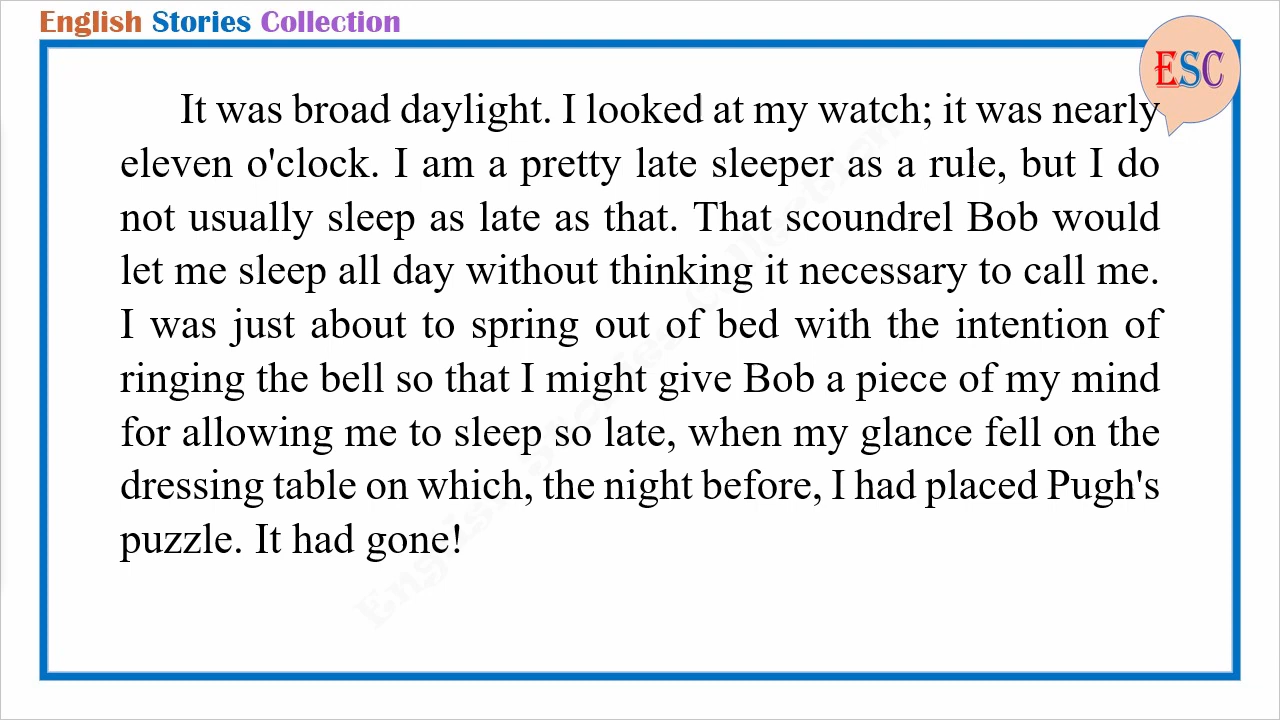 English Stories Collection
ESC
It was broad daylight. I looked at my watch; it was nearly
eleven o'clock. I am a pretty late sleeper as a rule, but I do
not usually sleep as late as that. That scoundrel Bob would
let me sleep all day without thinking it necessary to call me.
I was just about to spring out of bed with the intention of
ringing the bell so that I might give Bob a piece of my mind
for allowing me to sleep so late, when my glance fell on the
dressing table on which, the night before, I had placed Pugh's
puzzle. It had gone!
English Stories Collection